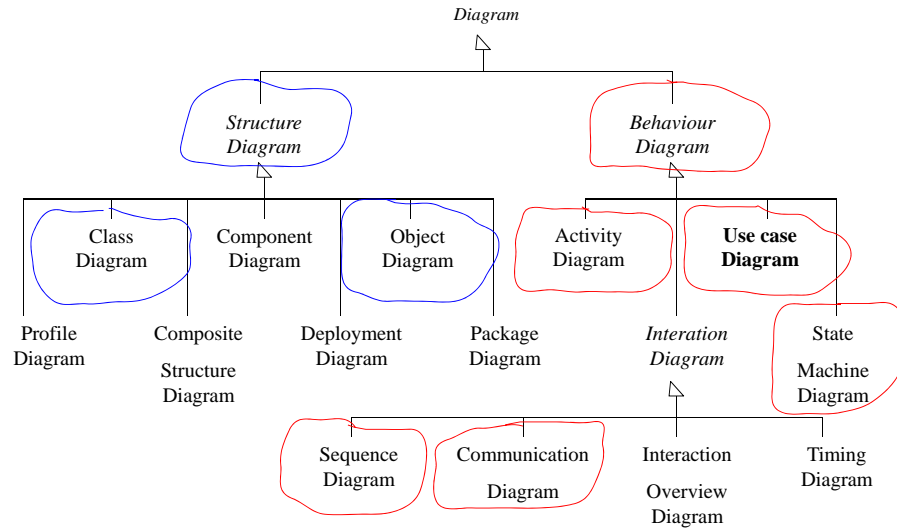 Diagram
Structure
Diagram
Behaviour
Diagram
Class
Diagram
Component
Diagram
Object
Diagram
Activity
Diagram
Use case
Diagram
Profile
Diagram
Composite
Structure
Diagram
Deployment
Diagram
Package
Diagram
Interation
Diagram
State
Machine
Diagram
Sequence
Diagram
Communication
Diagram
Interaction
Overview
Diagram
Timing
Diagram